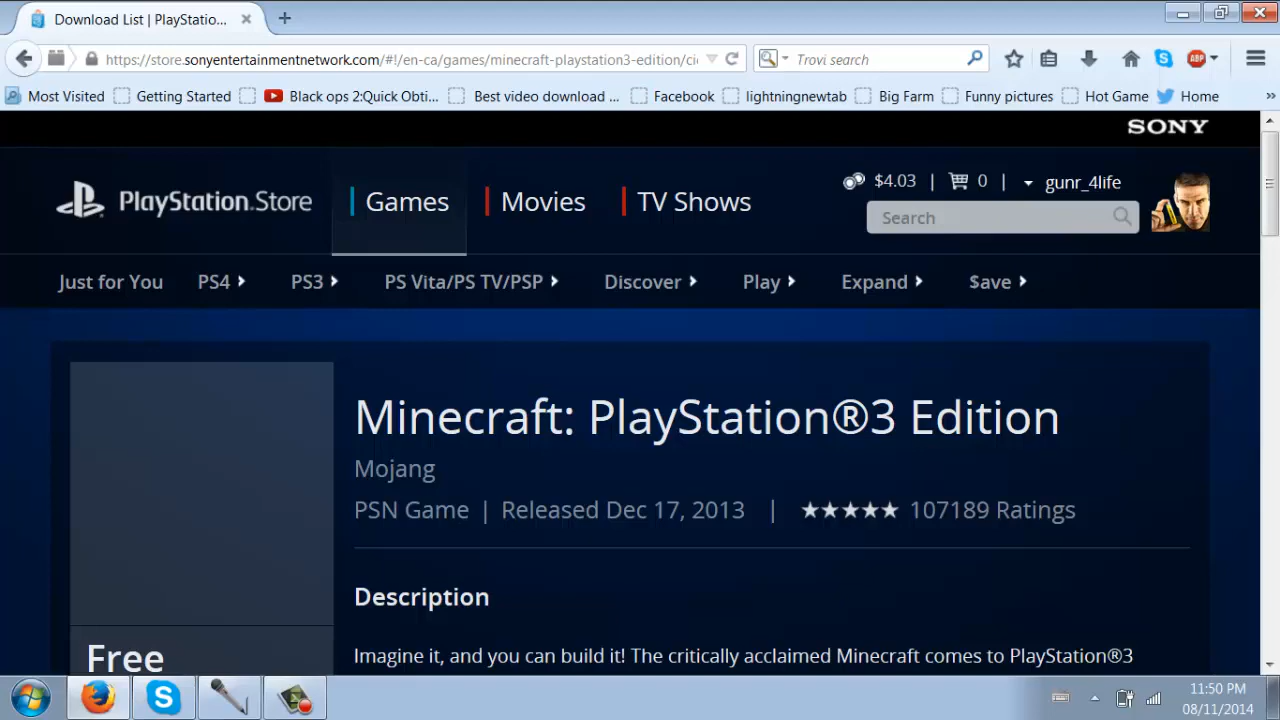 Download List | PlayStatio...
https://store.sonyentertainmentnetwork.com/#!/en-ca/games/minecraft-playstation3-edition/ci
Trovi search
ABP
Most Visited
Getting Started
Black ops 2:Quick Obti...
Best video download ...
Facebook
lightningnewtab
Big Farm
Funny pictures
Hot Game
Home
SONY
PlayStation Store
Games
Movies
TV Shows
$4.03 | 0 | gunr_4life
Search
Just for You
PS4
PS3
PS Vita/PS TV/PSP
Discover
Play
Expand
$ave
Minecraft: PlayStation®3 Edition
Mojang
PSN Game | Released Dec 17, 2013 | ★★★★★ 107189 Ratings
Description
Free
Imagine it, and you can build it! The critically acclaimed Minecraft comes to PlayStation®3
11:50 PM
08/11/2014